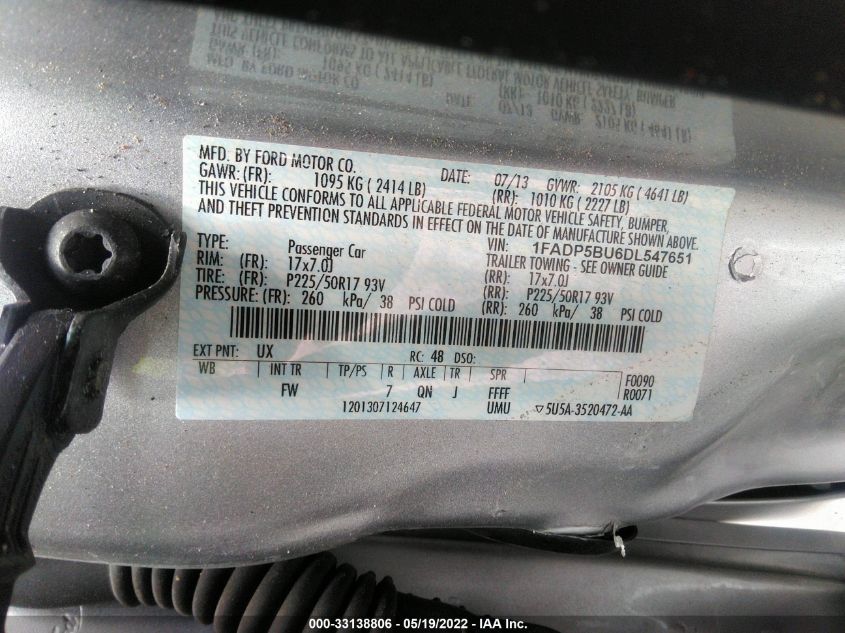 MFD. BY FORD MOTOR CO.
DATE: 07/13 GVWR: 2105 KG ( 4641 LB)
GAWR: (FR): 1095 KG ( 2414 LB) (RR): 1010 KG ( 2227 LB)
THIS VEHICLE CONFORMS TO ALL APPLICABLE FEDERAL MOTOR VEHICLE SAFETY, BUMPER,
AND THEFT PREVENTION STANDARDS IN EFFECT ON THE DATE OF MANUFACTURE SHOWN ABOVE.
VIN: 1FADP5BU6DL547651
TYPE: Passenger Car TRAILER TOWING - SEE OWNER GUIDE
RIM: (FR): 17x7.0J (RR): 17x7.0J
TIRE: (FR): P225/50R17 93V (RR): P225/50R17 93V
PRESSURE: (FR): 260 kPa/ 38 PSI COLD (RR): 260 kPa/ 38 PSI COLD
EXT PNT: UX RC: 48 DSO:
WB INT TR TP/PS R AXLE TR SPR F0090
FW 7 QN J FFFF R0071
1201307124647 UMU ▽5U5A-3520472-AA
000-33138806 - 05/19/2022 - IAA Inc.